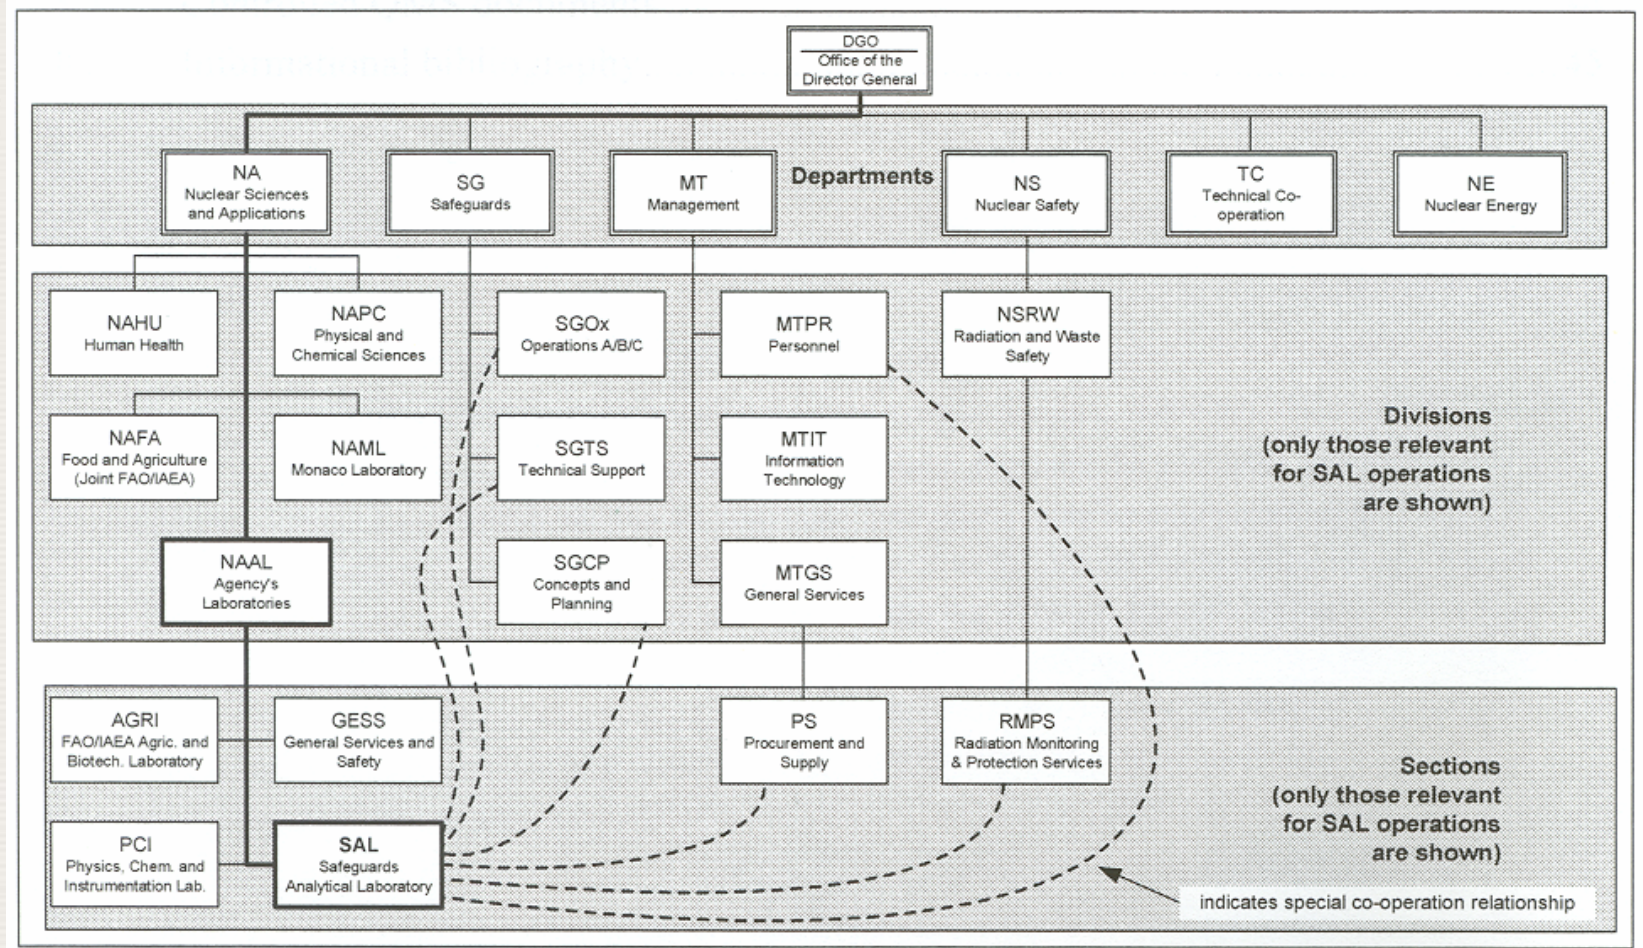 DGO
Office of the
Director General
NA
Nuclear Sciences
and Applications
SG
Safeguards
MT
Management
Departments
NS
Nuclear Safety
TC
Technical Co-
operation
NE
Nuclear Energy
NAHU
Human Health
NAPC
Physical and
Chemical Sciences
SGOx
Operations A/B/C
MTPR
Personnel
NSRW
Radiation and Waste
Safety
NAFA
Food and Agriculture
(Joint FAO/IAEA)
NAML
Monaco Laboratory
SGTS
Technical Support
MTIT
Information
Technology
Divisions
(only those relevant
for SAL operations
are shown)
NAAL
Agency's
Laboratories
SGCP
Concepts and
Planning
MTGS
General Services
AGRI
FAO/IAEA Agric. and
Biotech. Laboratory
GESS
General Services and
Safety
PS
Procurement and
Supply
RMPS
Radiation Monitoring
& Protection Services
Sections
(only those relevant
for SAL operations
are shown)
PCI
Physics, Chem. and
Instrumentation Lab.
SAL
Safeguards
Analytical Laboratory
indicates special co-operation relationship